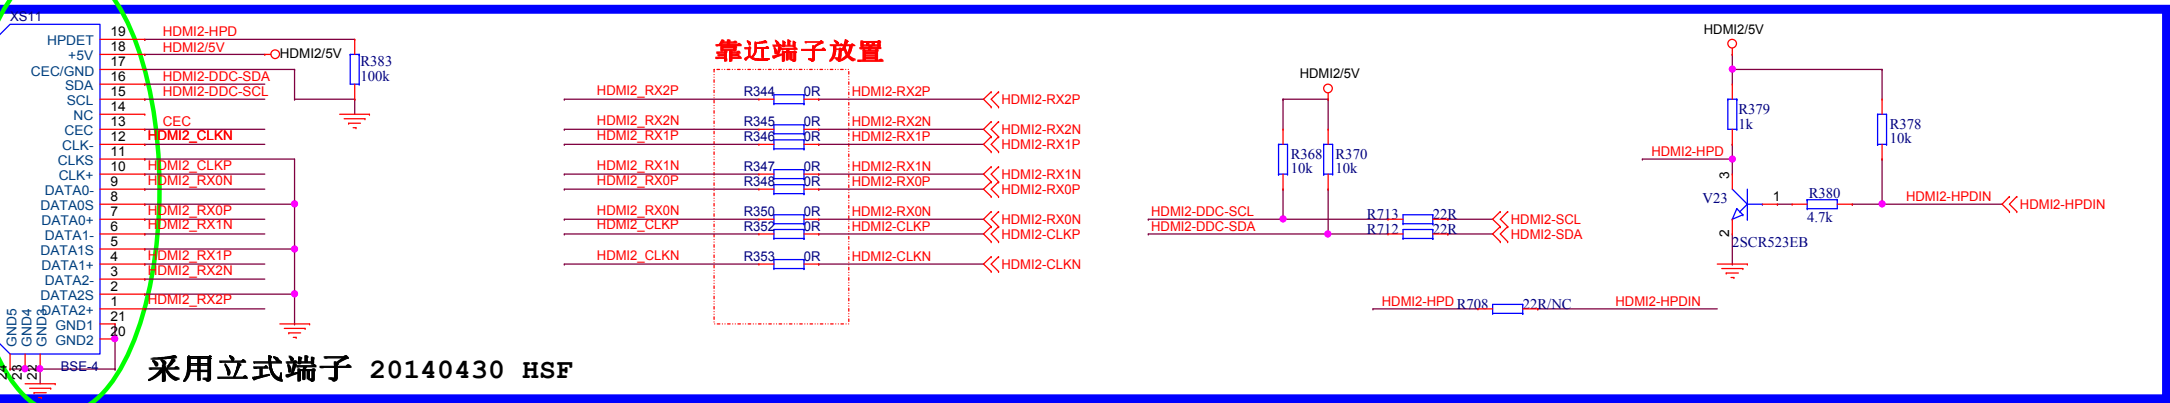 XS11
HPDET 19 HDMI2-HPD
+5V 18 HDMI2/5V HDMI2/5V
CEC/GND 17
SDA 16 HDMI2-DDC-SDA
SCL 15 HDMI2-DDC-SCL
NC 14
CEC 13 CEC
CLK- 12 HDMI2_CLKN
CLKS 11
CLK+ 10 HDMI2_CLKP
DATA0- 9 HDMI2_RX0N
DATA0S 8
DATA0+ 7 HDMI2_RX0P
DATA1- 6 HDMI2_RX1N
DATA1S 5
DATA1+ 4 HDMI2_RX1P
DATA2- 3 HDMI2_RX2N
DATA2S 2
DATA2+ 1 HDMI2_RX2P
GND1 21
GND2 20
GND5
GND4
GND3
24
23
22
BSE-4
R383
100k
采用立式端子 20140430 HSF
靠近端子放置
HDMI2_RX2P R344 0R HDMI2-RX2P HDMI2-RX2P
HDMI2_RX2N R345 0R HDMI2-RX2N HDMI2-RX2N
HDMI2_RX1P R346 0R HDMI2-RX1P HDMI2-RX1P
HDMI2_RX1N R347 0R HDMI2-RX1N HDMI2-RX1N
HDMI2_RX0P R348 0R HDMI2-RX0P HDMI2-RX0P
HDMI2_RX0N R350 0R HDMI2-RX0N HDMI2-RX0N
HDMI2_CLKP R352 0R HDMI2-CLKP HDMI2-CLKP
HDMI2_CLKN R353 0R HDMI2-CLKN HDMI2-CLKN
HDMI2/5V
R368
10k
R370
10k
HDMI2-DDC-SCL R713 22R HDMI2-SCL
HDMI2-DDC-SDA R712 22R HDMI2-SDA
HDMI2/5V
R379
1k
R378
10k
HDMI2-HPD
3
V23
1
R380
4.7k
HDMI2-HPDIN
HDMI2-HPDIN
2
2SCR523EB
HDMI2-HPD R708 22R/NC HDMI2-HPDIN